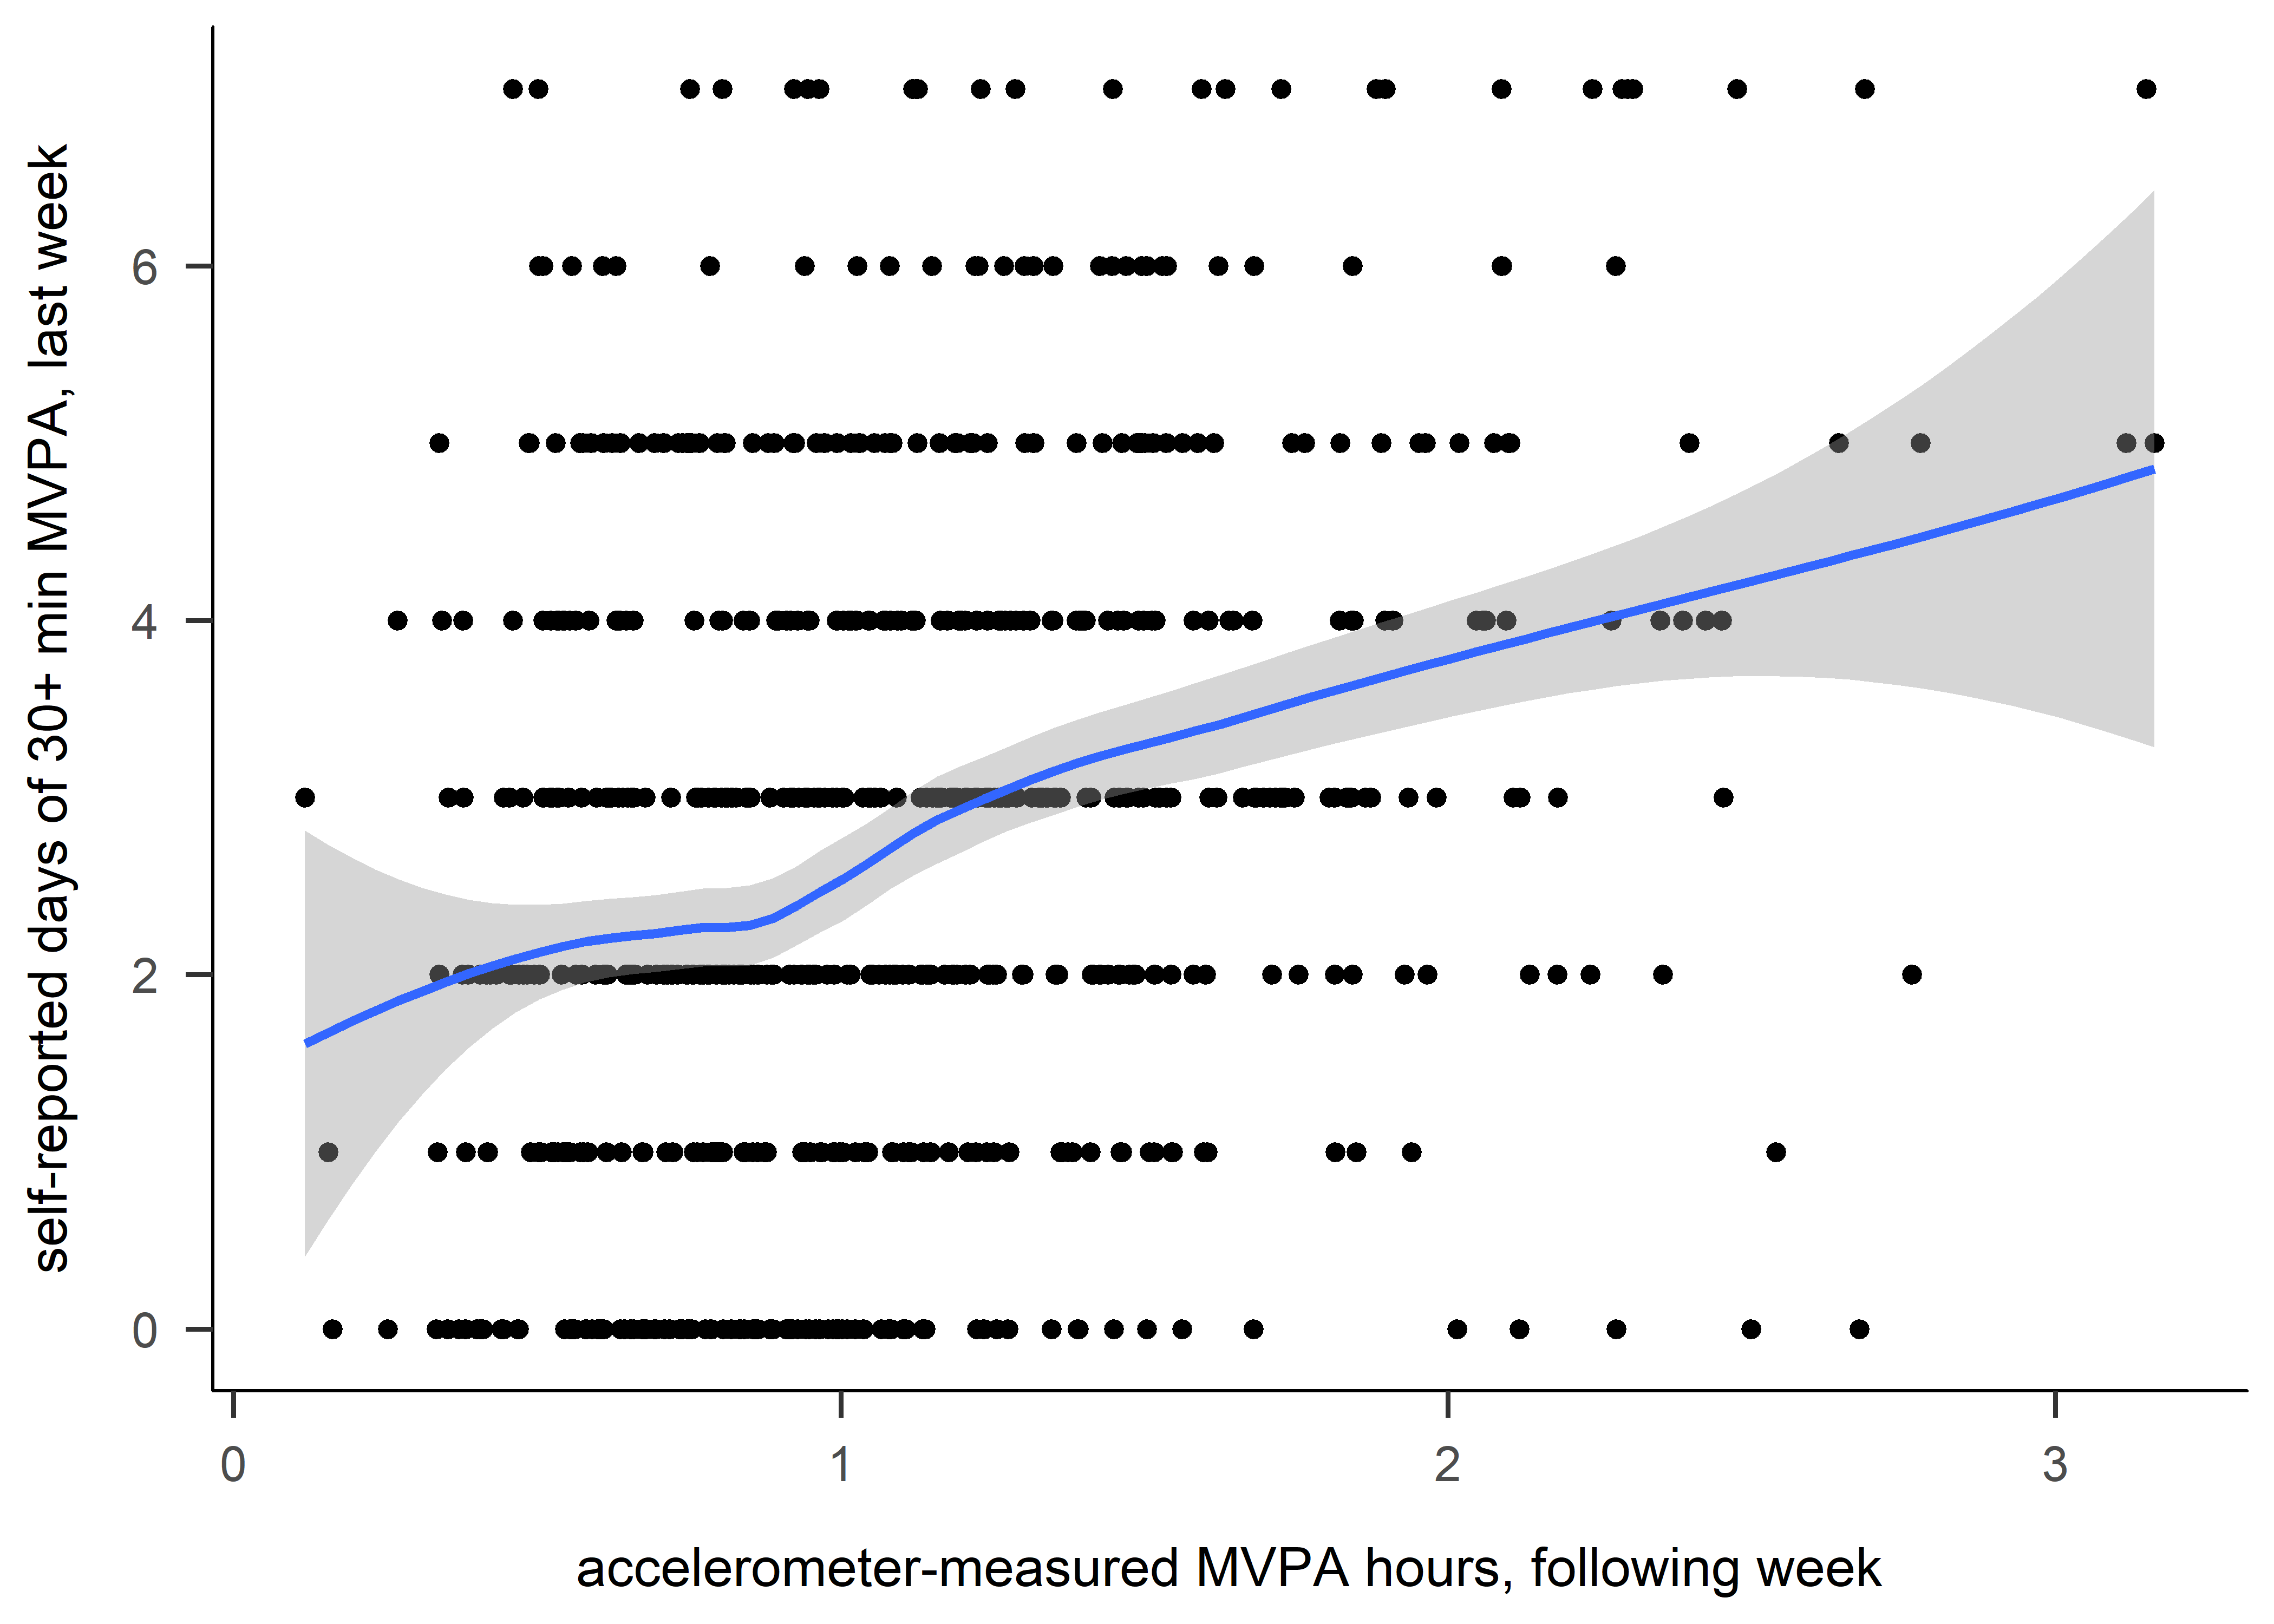 self-reported days of 30+ min MVPA, last week
6
4
2
0
0 1 2 3
accelerometer-measured MVPA hours, following week